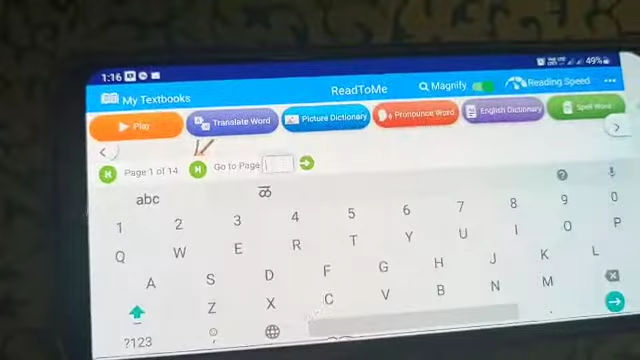 1:16 49%
My Textbooks ReadToMe Magnify Reading Speed
Play Translate Word Picture Dictionary Pronounce Word English Dictionary Spell Word
Page 1 of 14 Go to Page
abc
1 2 3 4 5 6 7 8 9 0
Q W E R T Y U I O P
A S D F G H J K L
Z X C V B N M
?123 , .